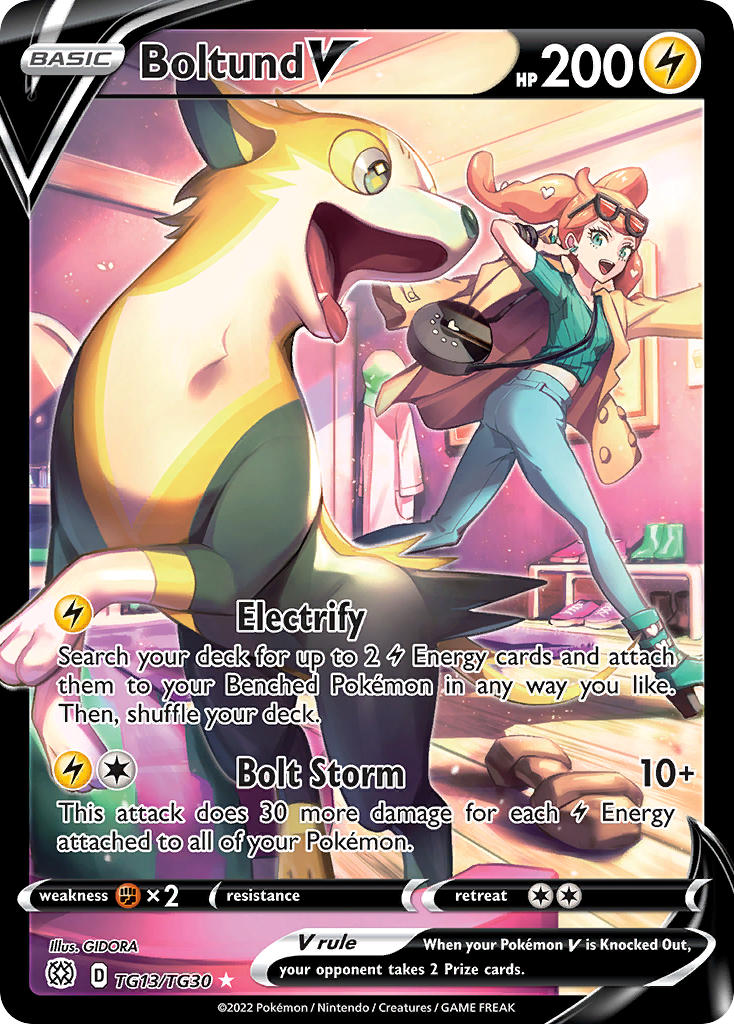 BASIC
Boltund V
HP 200
Electrify
Search your deck for up to 2 Energy cards and attach
them to your Benched Pokémon in any way you like.
Then, shuffle your deck.
Bolt Storm 10+
This attack does 30 more damage for each Energy
attached to all of your Pokémon.
weakness ×2 resistance retreat
Illus. GIDORA
D TG13/TG30 ★
V rule When your Pokémon V is Knocked Out,
your opponent takes 2 Prize cards.
©2022 Pokémon / Nintendo / Creatures / GAME FREAK